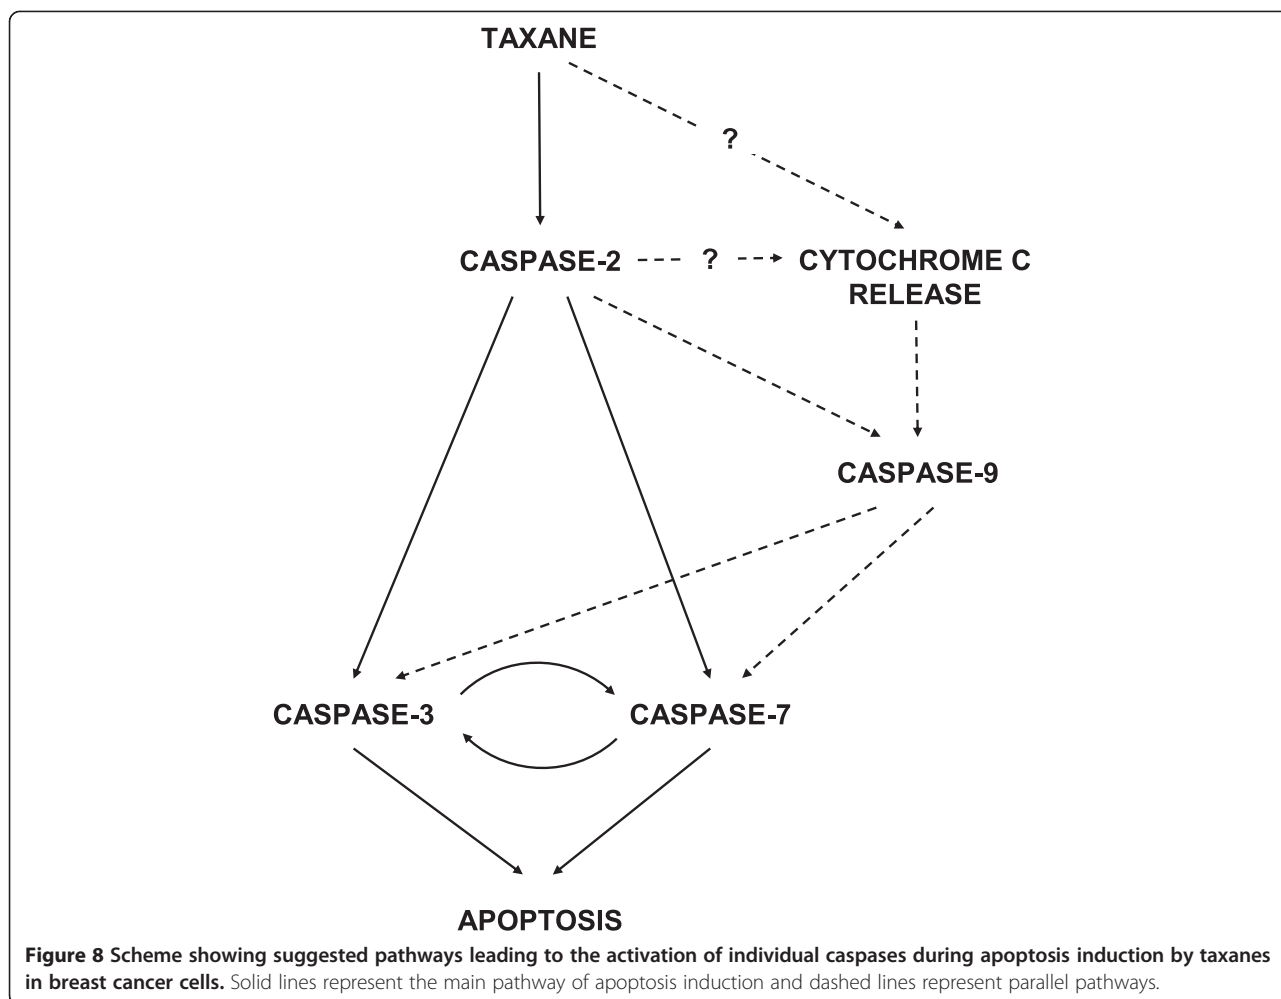 TAXANE
?
CASPASE-2
?
CYTOCHROME C
RELEASE
CASPASE-9
CASPASE-3
CASPASE-7
APOPTOSIS
Figure 8 Scheme showing suggested pathways leading to the activation of individual caspases during apoptosis induction by taxanes
in breast cancer cells. Solid lines represent the main pathway of apoptosis induction and dashed lines represent parallel pathways.